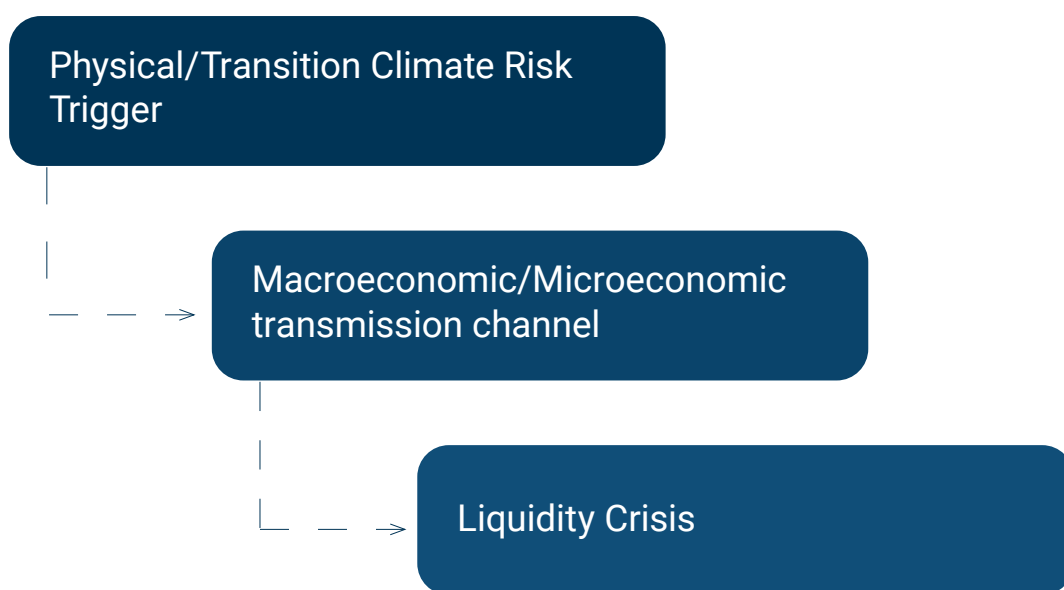 Physical/Transition Climate Risk
Trigger
Macroeconomic/Microeconomic
transmission channel
Liquidity Crisis